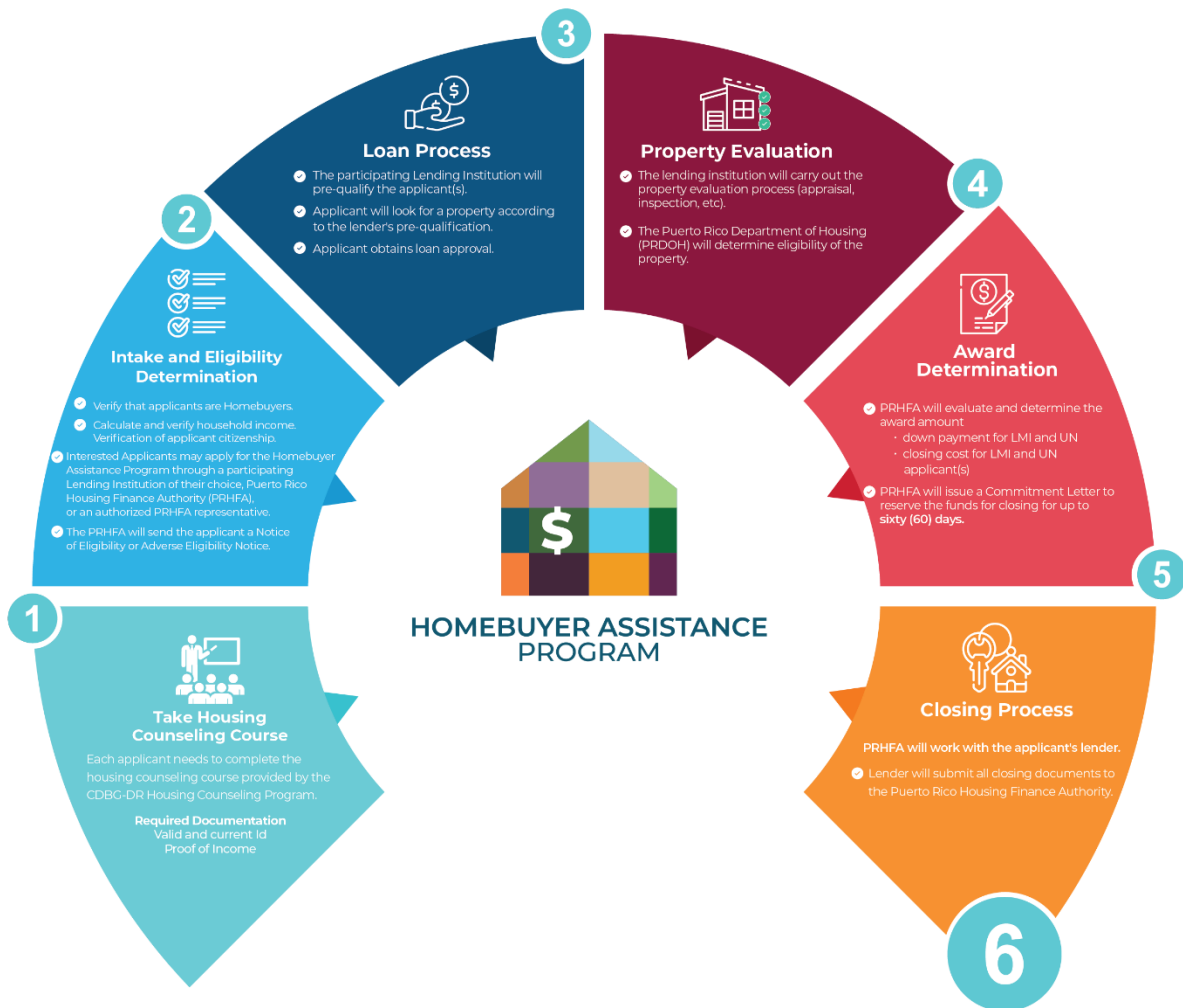 1
Take Housing
Counseling Course
Each applicant needs to complete the
housing counseling course provided by the
CDBG-DR Housing Counseling Program.
Required Documentation
Valid and current Id
Proof of Income
2
Intake and Eligibility
Determination
Verify that applicants are Homebuyers.
Calculate and verify household income.
Verification of applicant citizenship.
Interested Applicants may apply for the Homebuyer
Assistance Program through a participating
Lending Institution of their choice, Puerto Rico
Housing Finance Authority (PRHFA),
or an authorized PRHFA representative.
The PRHFA will send the applicant a Notice
of Eligibility or Adverse Eligibility Notice.
3
$
$
Loan Process
The participating Lending Institution will
pre-qualify the applicant(s).
Applicant will look for a property according
to the lender's pre-qualification.
Applicant obtains loan approval.
4
Property Evaluation
The lending institution will carry out the
property evaluation process (appraisal,
inspection, etc).
The Puerto Rico Department of Housing
(PRDOH) will determine eligibility of the
property.
5
$
Award
Determination
PRHFA will evaluate and determine the
award amount
· down payment for LMI and UN
· closing cost for LMI and UN
applicant(s)
PRHFA will issue a Commitment Letter to
reserve the funds for closing for up to
sixty (60) days.
6
Closing Process
PRHFA will work with the applicant's lender.
Lender will submit all closing documents to
the Puerto Rico Housing Finance Authority.
$
HOMEBUYER ASSISTANCE
PROGRAM